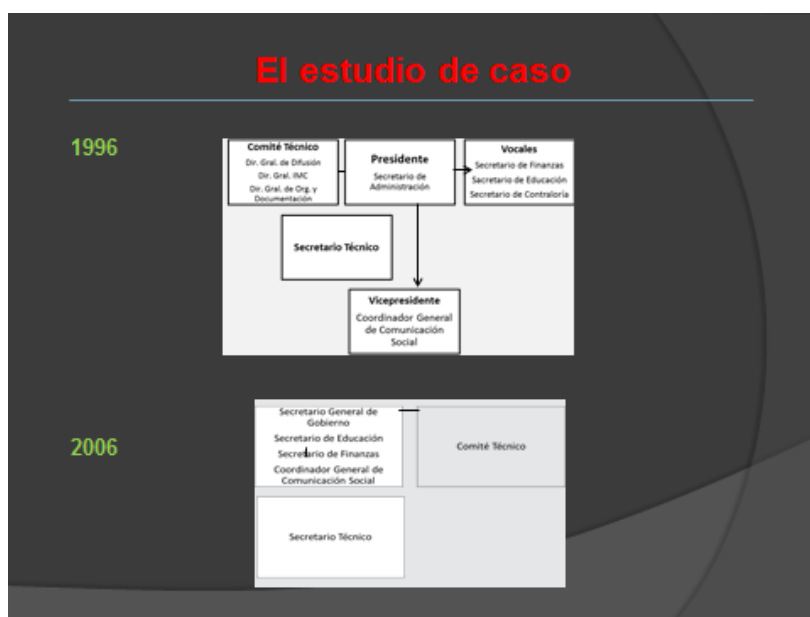 El estudio de caso
1996
Comité Técnico
Dir. Gral. de Difusión
Dir. Gral. IMC
Dir. Gral. de Org. y
Documentación
Presidente
Secretario de
Administración
Vocales
Secretario de Finanzas
Sacretario de Educación
Secretario de Contraloría
Secretario Técnico
Vicepresidente
Coordinador General
de Comunicación
Social
2006
Secretario General de
Gobierno
Secretario de Educación
Secretario de Finanzas
Coordinador General de
Comunicación Social
Comité Técnico
Secretario Técnico